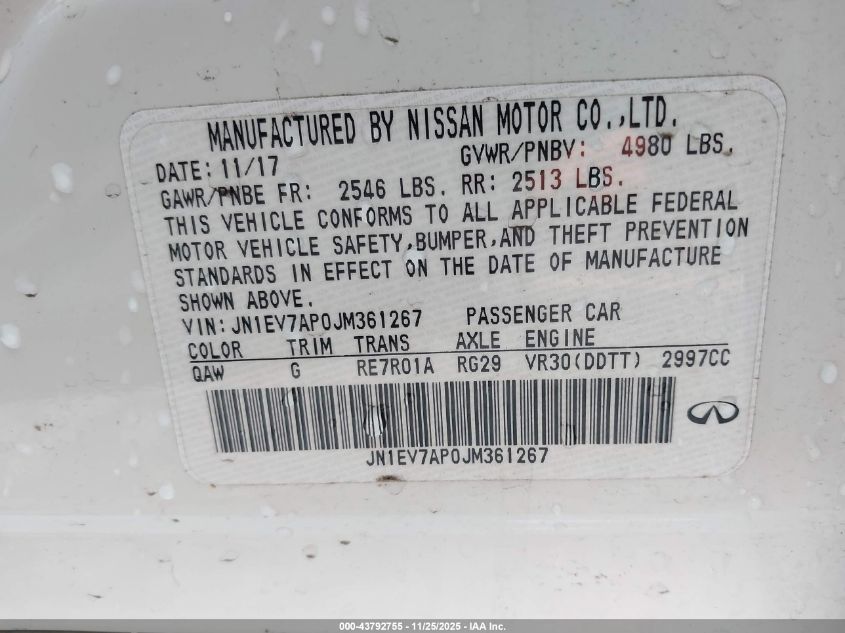 MANUFACTURED BY NISSAN MOTOR CO.,LTD.
DATE: 11/17 GVWR/PNBV: 4980 LBS.
GAWR/PNBE FR: 2546 LBS. RR: 2513 LBS.
THIS VEHICLE CONFORMS TO ALL APPLICABLE FEDERAL
MOTOR VEHICLE SAFETY,BUMPER,AND THEFT PREVENTION
STANDARDS IN EFFECT ON THE DATE OF MANUFACTURE
SHOWN ABOVE.
VIN: JN1EV7AP0JM361267 PASSENGER CAR
COLOR TRIM TRANS AXLE ENGINE
QAW G RE7R01A RG29 VR30(DDTT) 2997CC
JN1EV7AP0JM361267
000-43792755 - 11/25/2025 - IAA Inc.